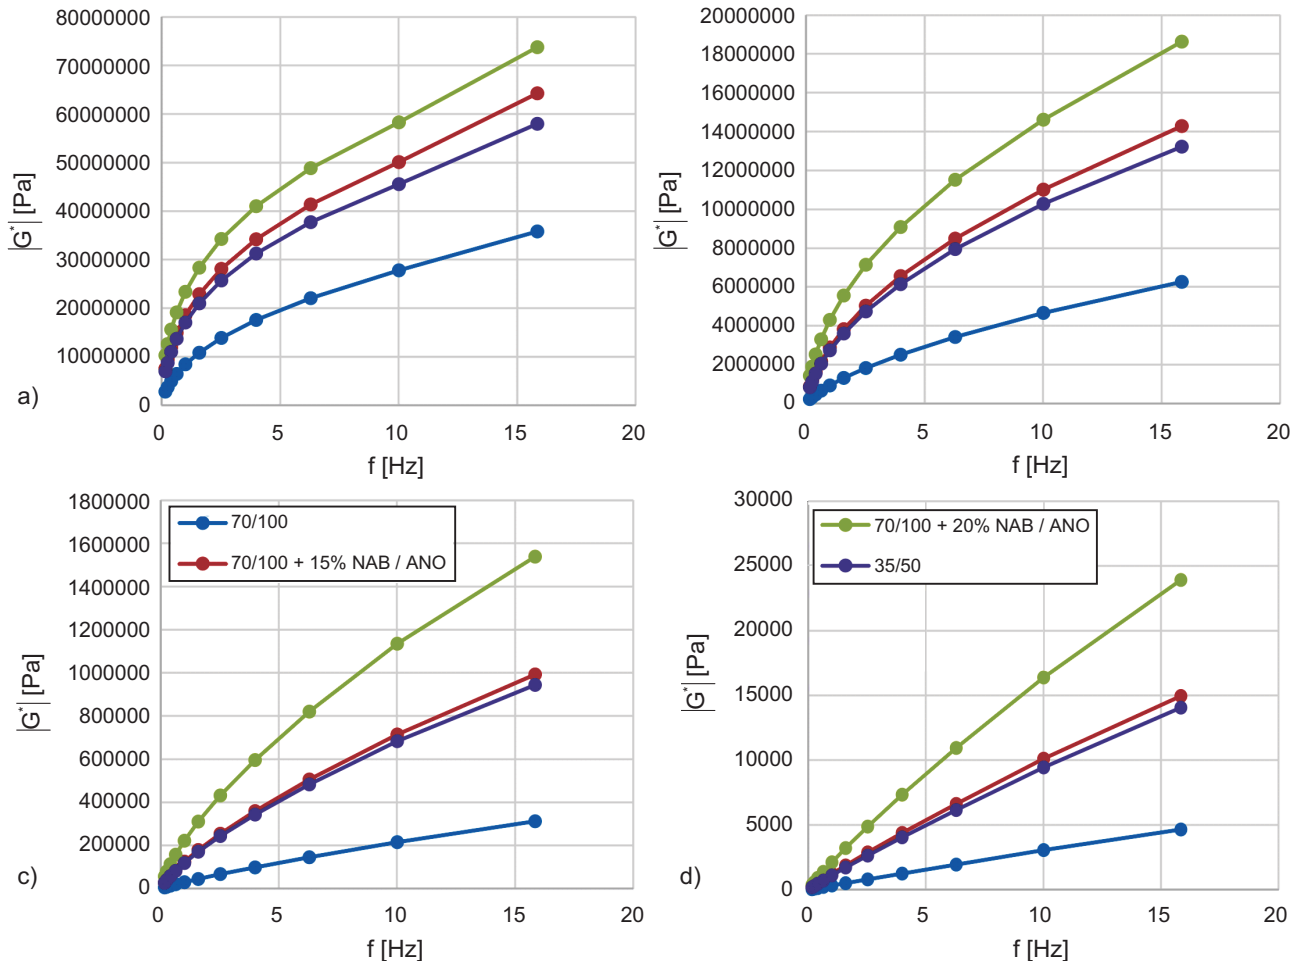 80000000
70000000
60000000
50000000
40000000
30000000
20000000
10000000
0
|G*| [Pa]
a)
0 5 10 15 20
f [Hz]
20000000
18000000
16000000
14000000
12000000
10000000
8000000
6000000
4000000
2000000
0
|G*| [Pa]
0 5 10 15 20
f [Hz]
1800000
1600000
1400000
1200000
1000000
800000
600000
400000
200000
0
|G*| [Pa]
70/100
70/100 + 15% NAB / ANO
c)
0 5 10 15 20
f [Hz]
30000
25000
20000
15000
10000
5000
0
|G*| [Pa]
70/100 + 20% NAB / ANO
35/50
d)
0 5 10 15 20
f [Hz]